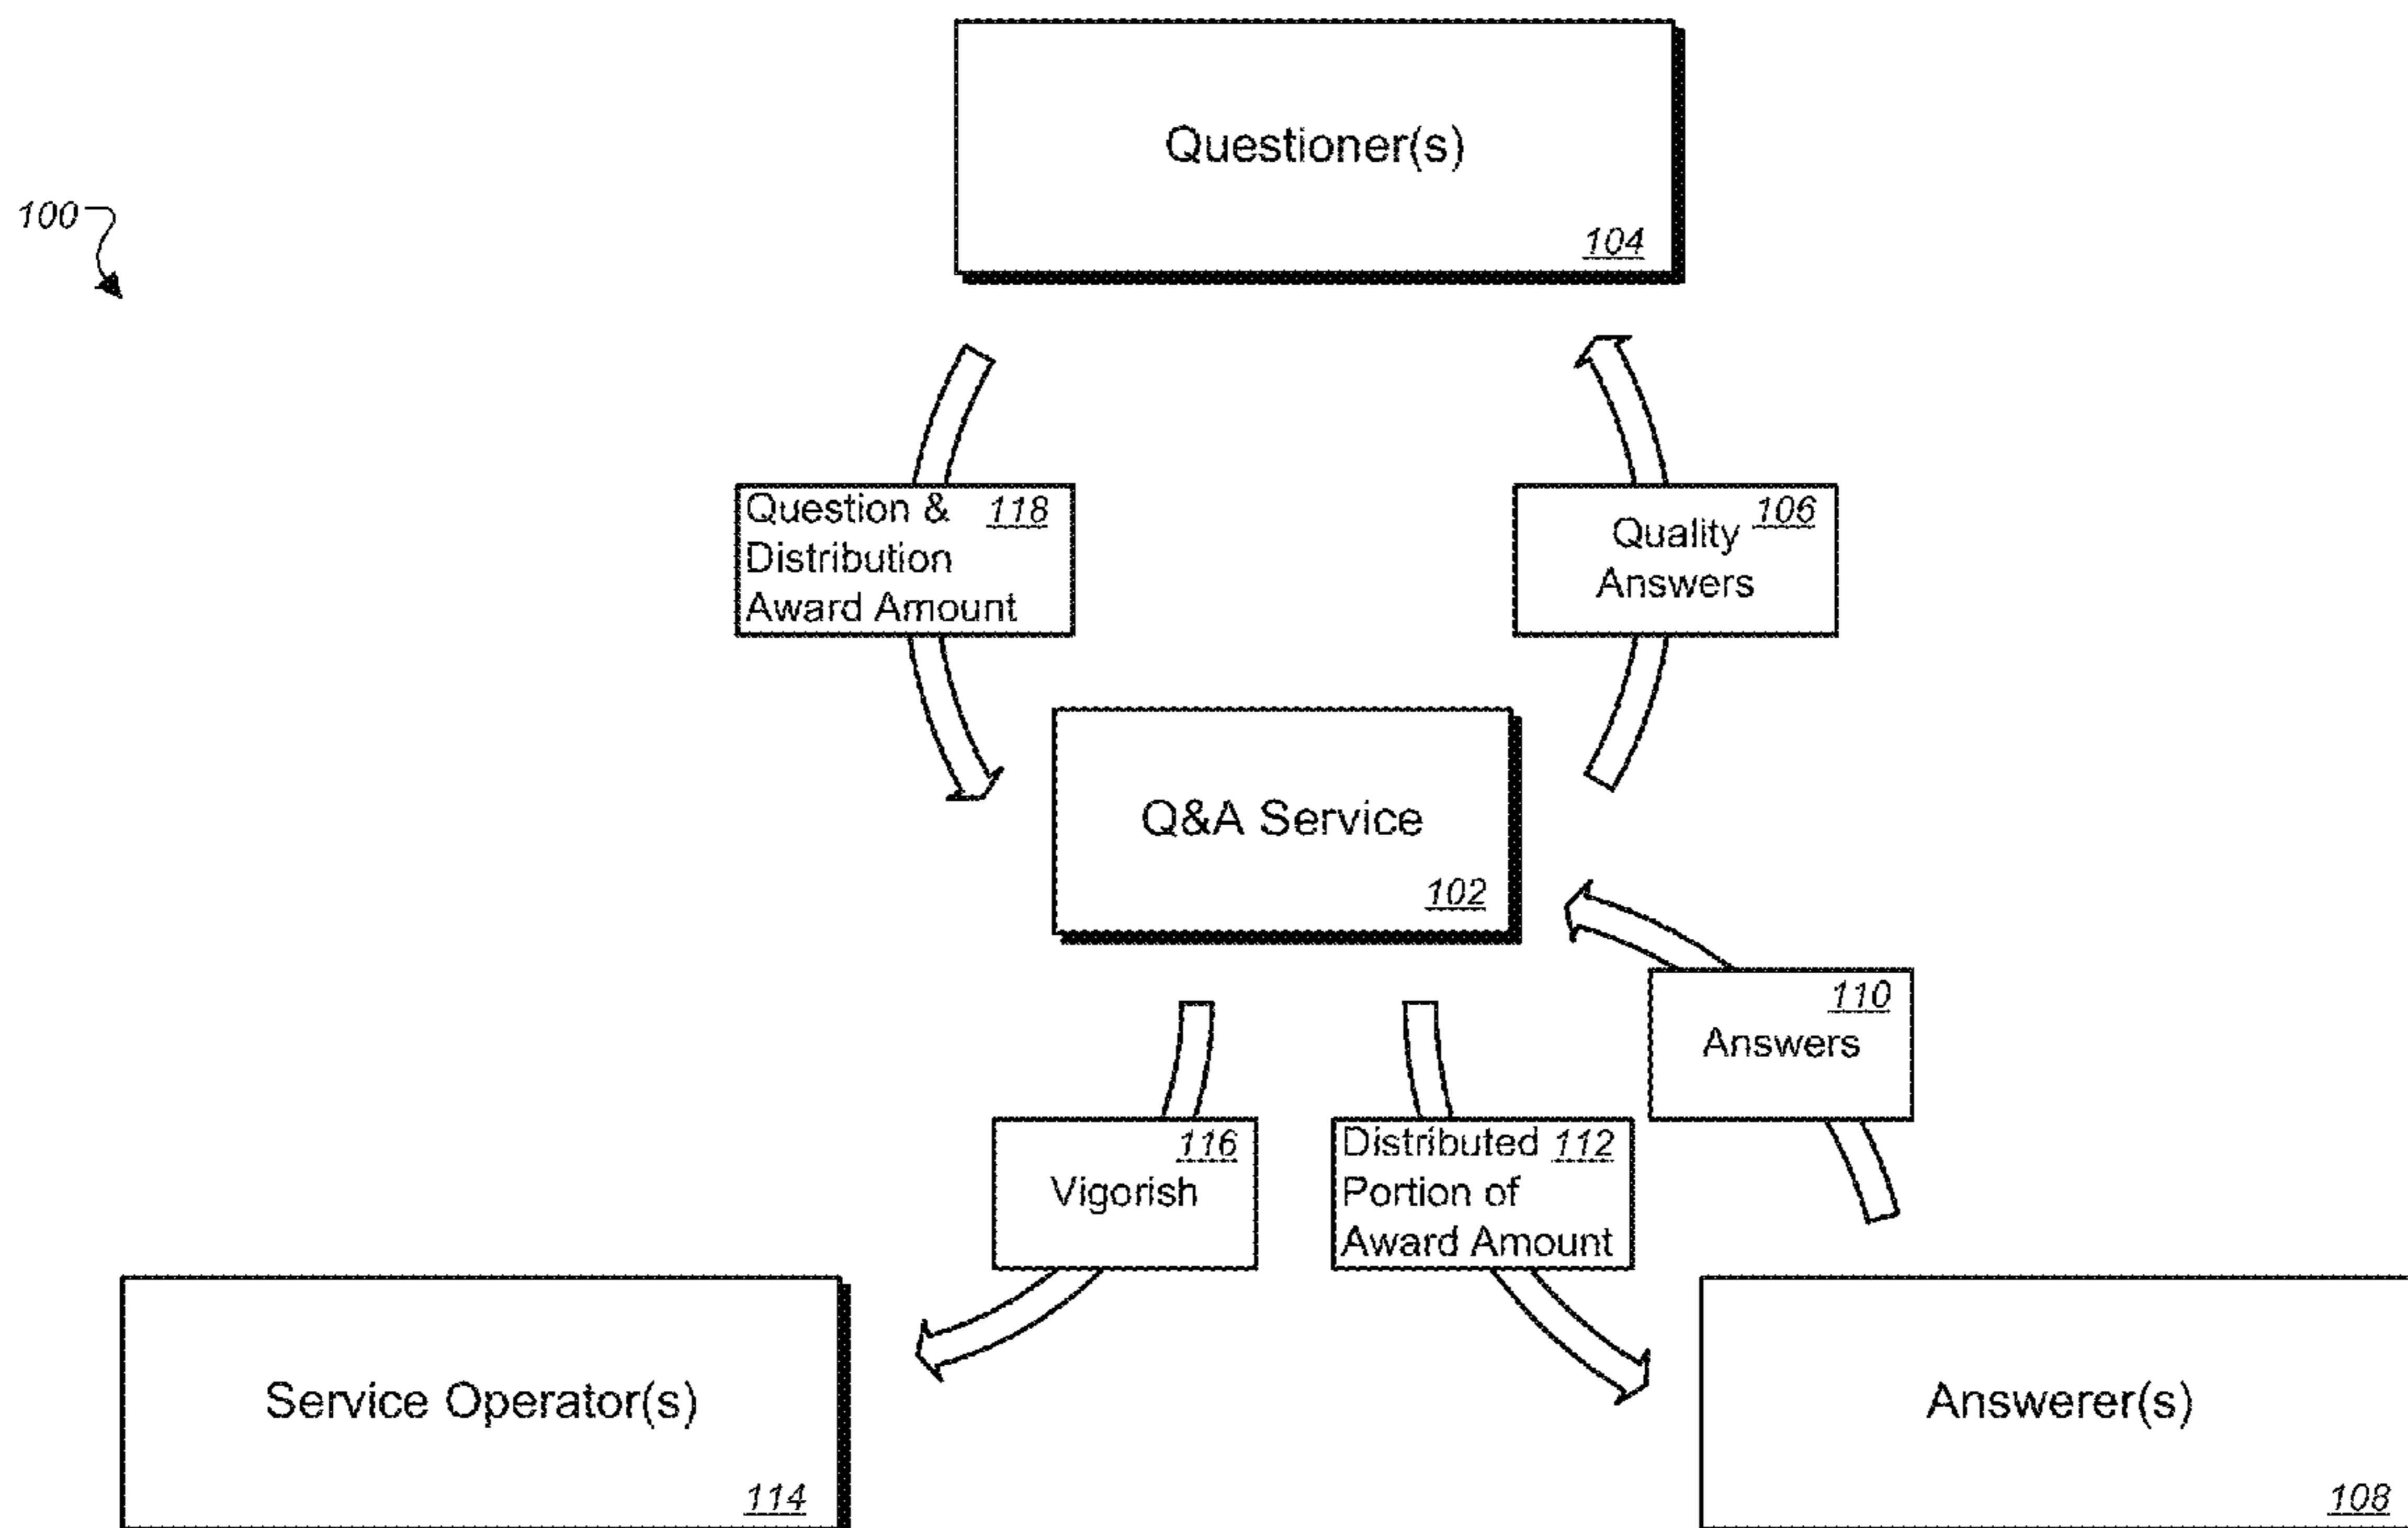 Questioner(s)
104
100
Question & 118
Distribution
Award Amount
106
Quality
Answers
Q&A Service
102
110
Answers
116
Vigorish
Distributed 112
Portion of
Award Amount
Service Operator(s)
114
Answerer(s)
108